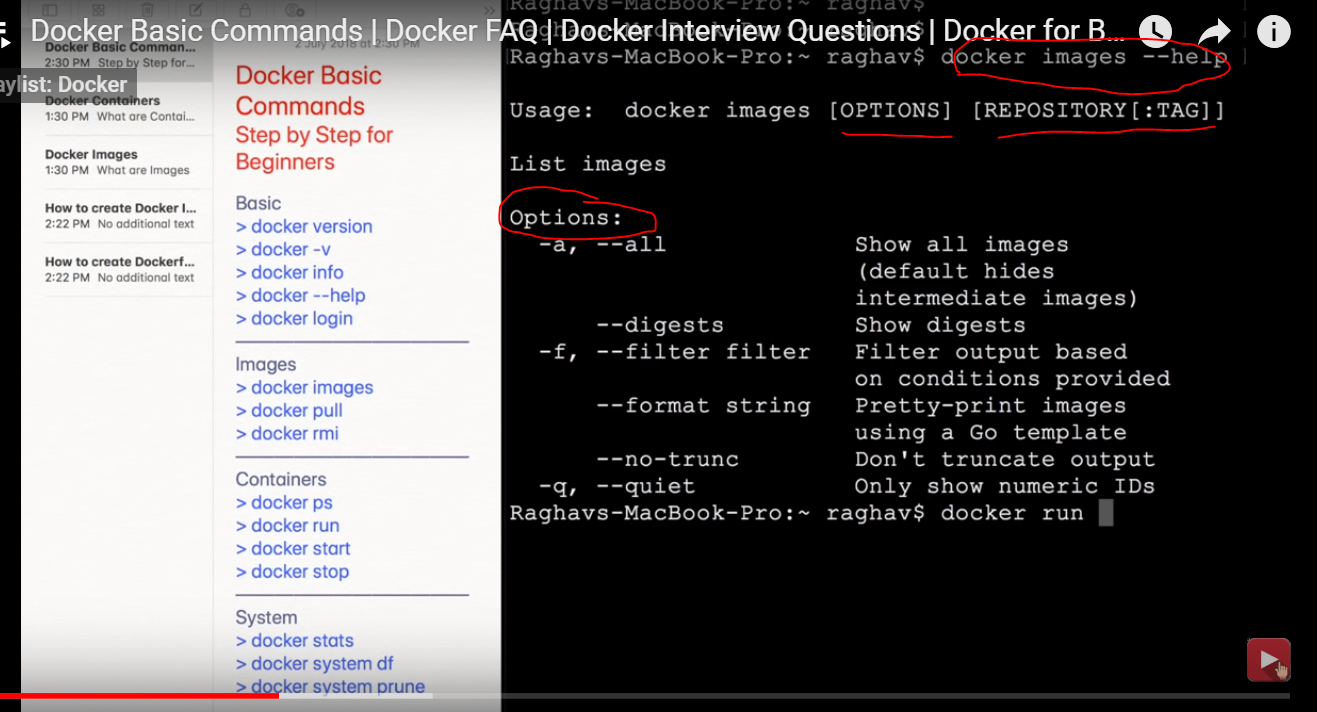 Docker Basic Commands | Docker FAQ | Docker Interview Questions | Docker for B...
Playlist: Docker
Docker Basic Comman...
2:30 PM Step by Step for...
Docker Containers
1:30 PM What are Contai...
Docker Images
1:30 PM What are Images
How to create Docker I...
2:22 PM No additional text
How to create Dockerf...
2:22 PM No additional text
2 July 2018 at 2:30 PM
Docker Basic
Commands
Step by Step for
Beginners
Basic
> docker version
> docker -v
> docker info
> docker --help
> docker login
Images
> docker images
> docker pull
> docker rmi
Containers
> docker ps
> docker run
> docker start
> docker stop
System
> docker stats
> docker system df
> docker system prune
Raghavs-MacBook-Pro:~ raghav$
Raghavs-MacBook-Pro:~ raghav$
Raghavs-MacBook-Pro:~ raghav$ docker images --help
Usage: docker images [OPTIONS] [REPOSITORY[:TAG]]
List images
Options:
-a, --all Show all images
(default hides
intermediate images)
--digests Show digests
-f, --filter filter Filter output based
on conditions provided
--format string Pretty-print images
using a Go template
--no-trunc Don't truncate output
-q, --quiet Only show numeric IDs
Raghavs-MacBook-Pro:~ raghav$ docker run